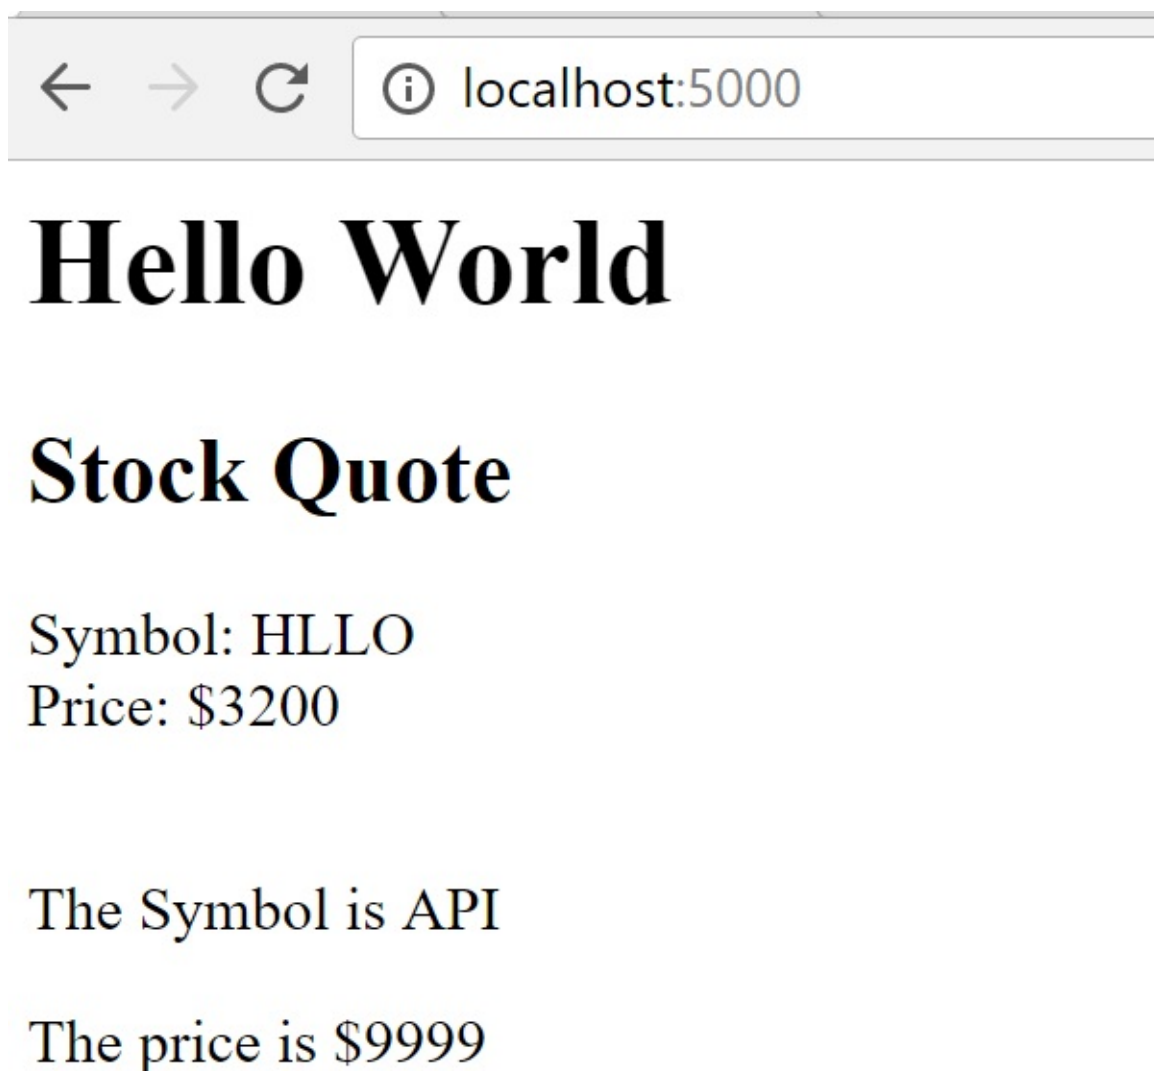 localhost:5000
Hello World
Stock Quote
Symbol: HLLO
Price: $3200
The Symbol is API
The price is $9999